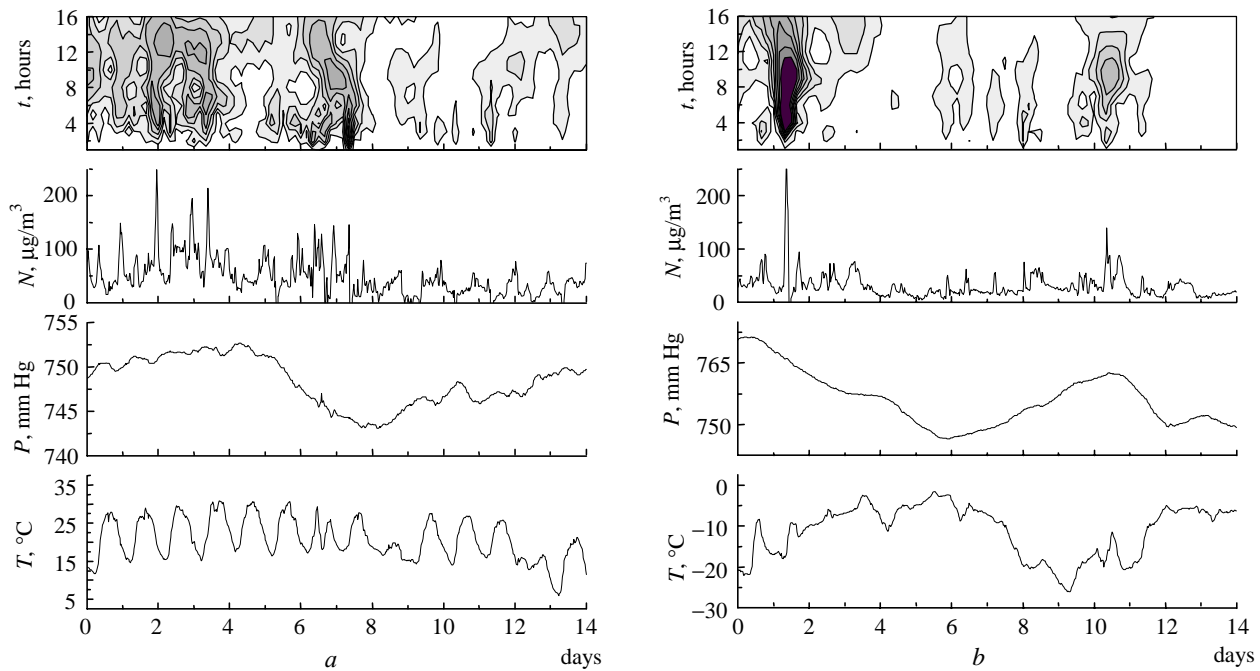 16
12
8
4
t, hours
200
100
0
N, µg/m³
755
750
745
740
P, mm Hg
35
25
15
5
T, °C
0 2 4 6 8 10 12 14
a days
16
12
8
4
t, hours
200
100
0
N, µg/m³
765
750
P, mm Hg
0
−10
−20
−30
T, °C
0 2 4 6 8 10 12 14
b days